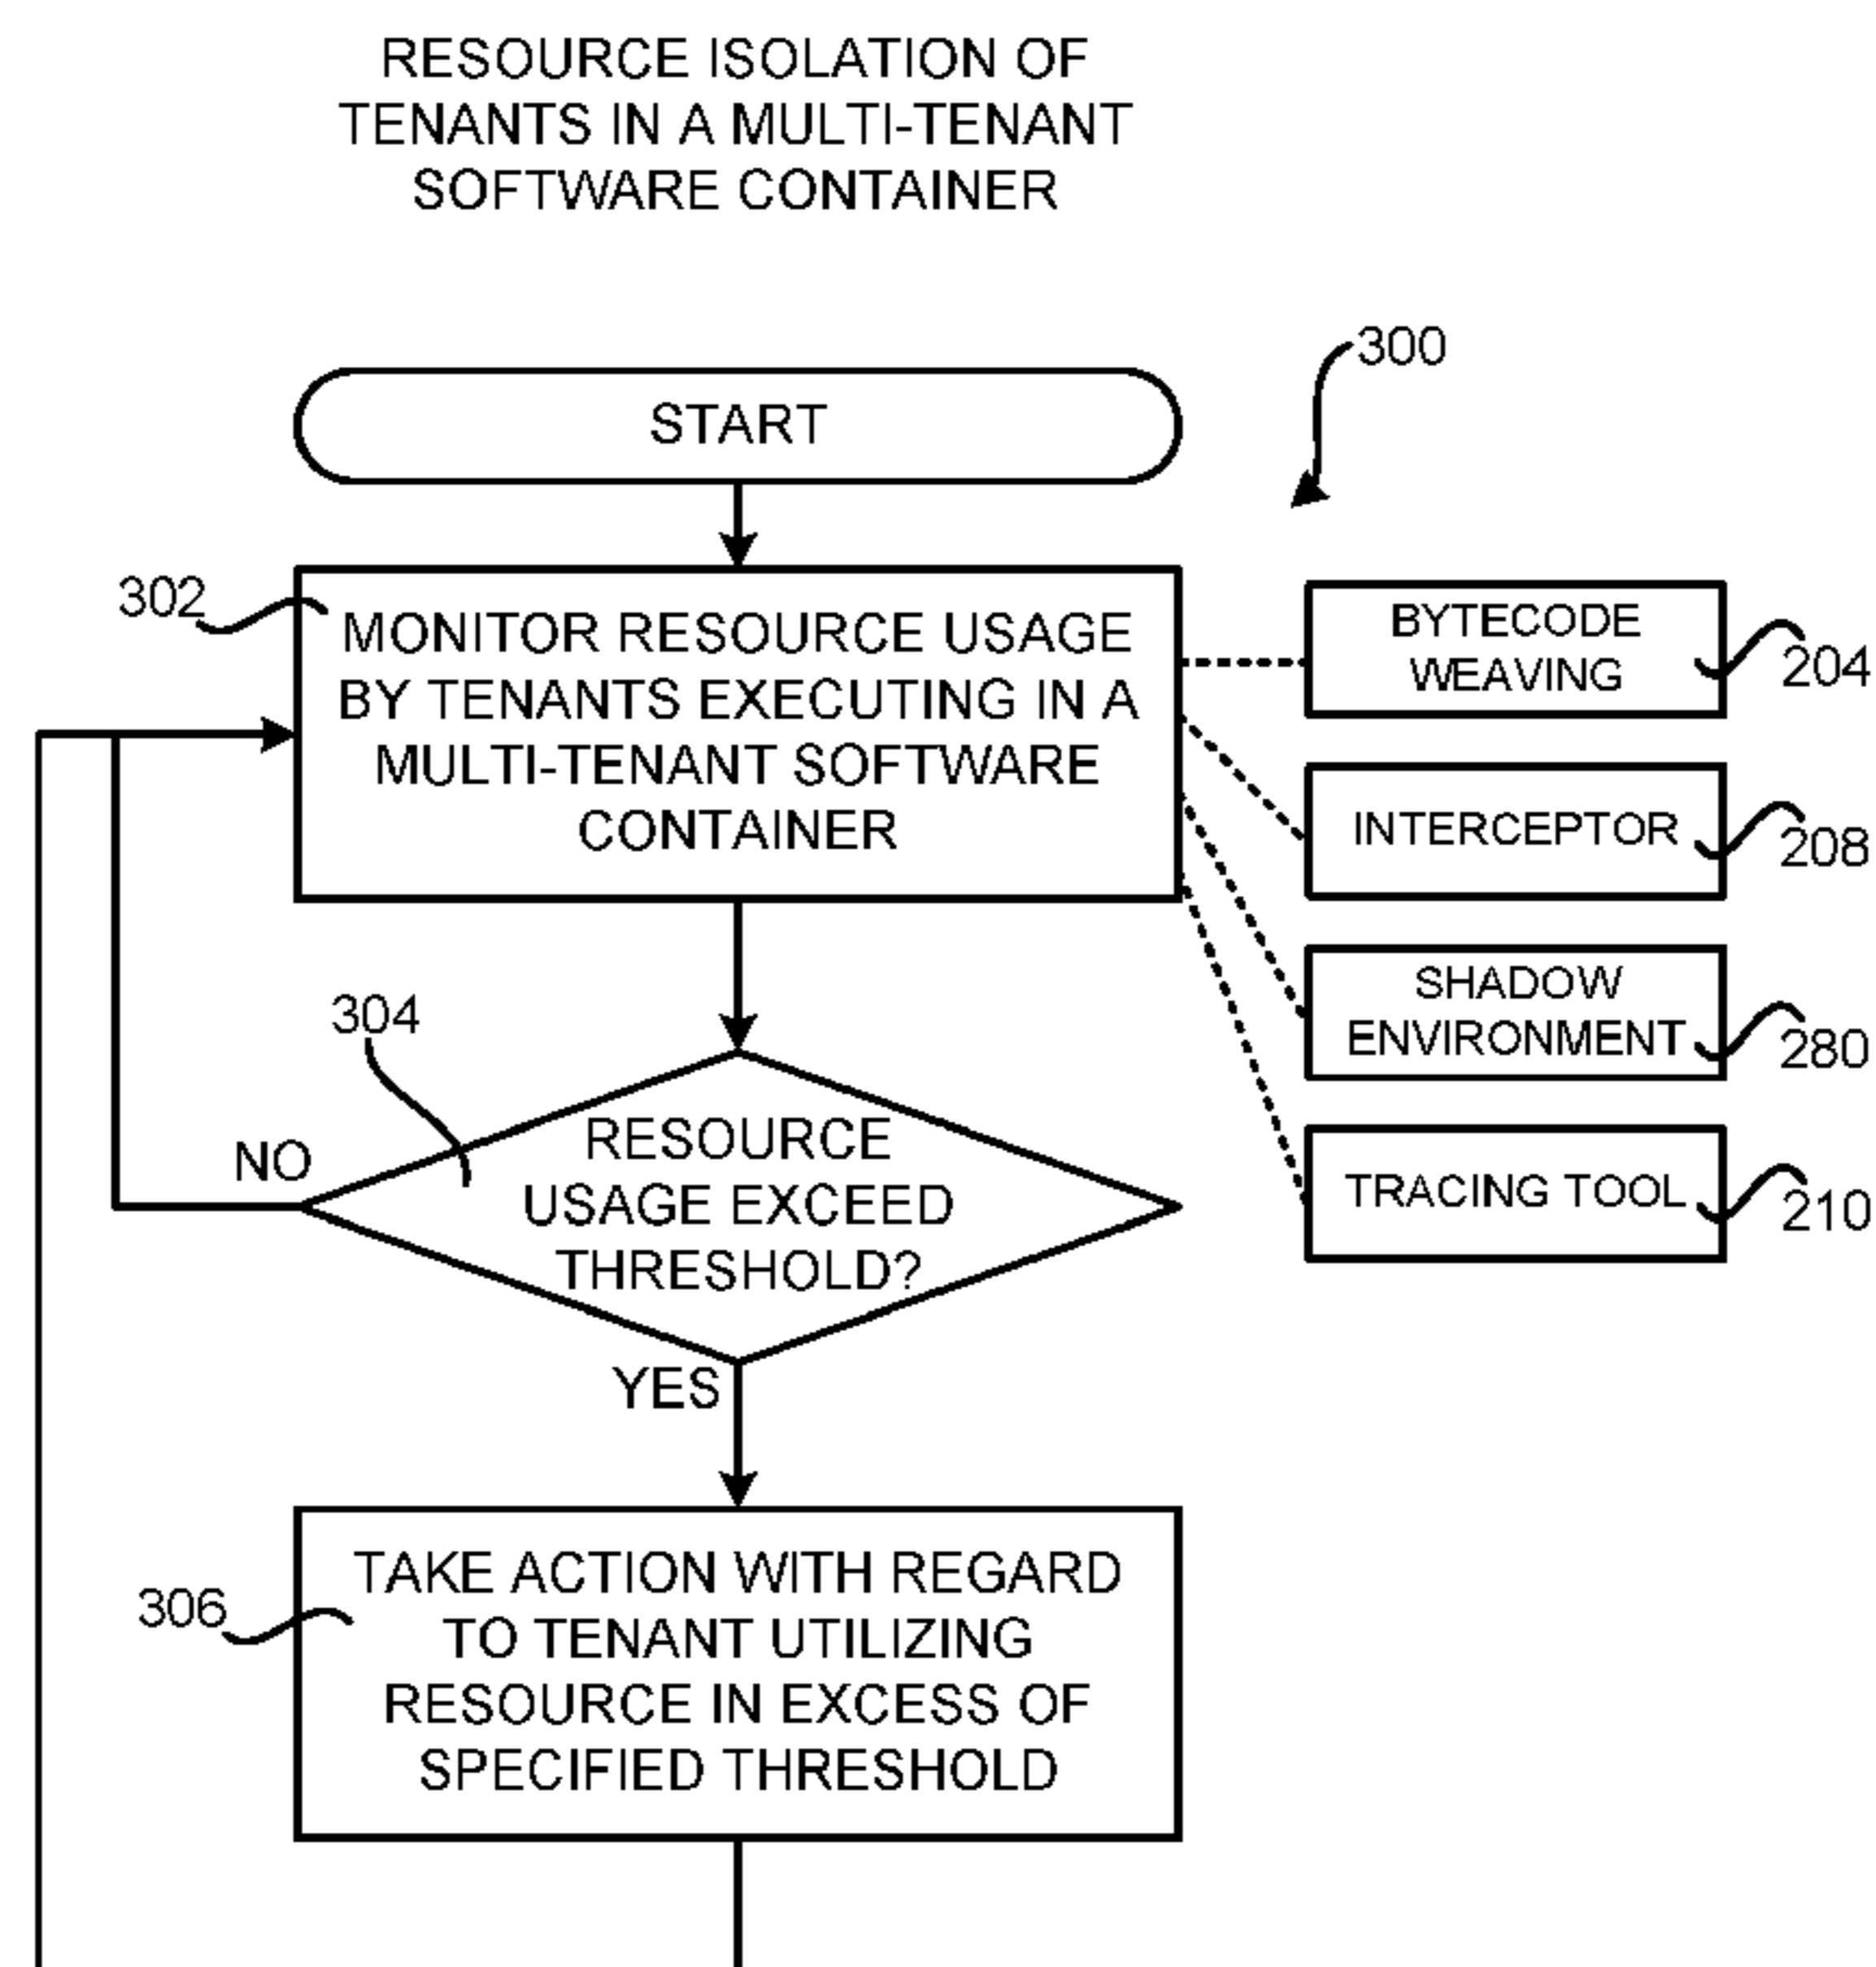 RESOURCE ISOLATION OF
TENANTS IN A MULTI-TENANT
SOFTWARE CONTAINER
300
START
302
MONITOR RESOURCE USAGE
BY TENANTS EXECUTING IN A
MULTI-TENANT SOFTWARE
CONTAINER
BYTECODE
WEAVING
204
INTERCEPTOR
208
SHADOW
ENVIRONMENT
280
TRACING TOOL
210
304
RESOURCE
USAGE EXCEED
THRESHOLD?
NO
YES
306
TAKE ACTION WITH REGARD
TO TENANT UTILIZING
RESOURCE IN EXCESS OF
SPECIFIED THRESHOLD